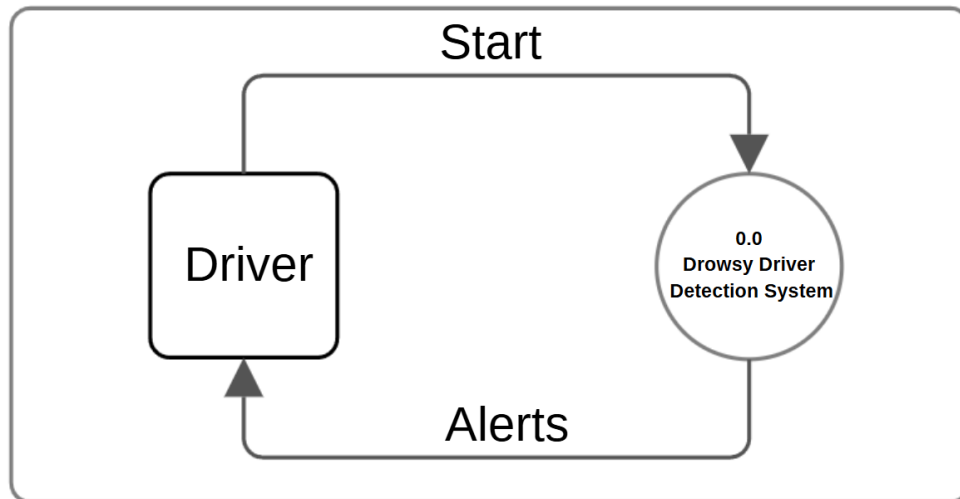 Start
Driver
0.0
Drowsy Driver
Detection System
Alerts